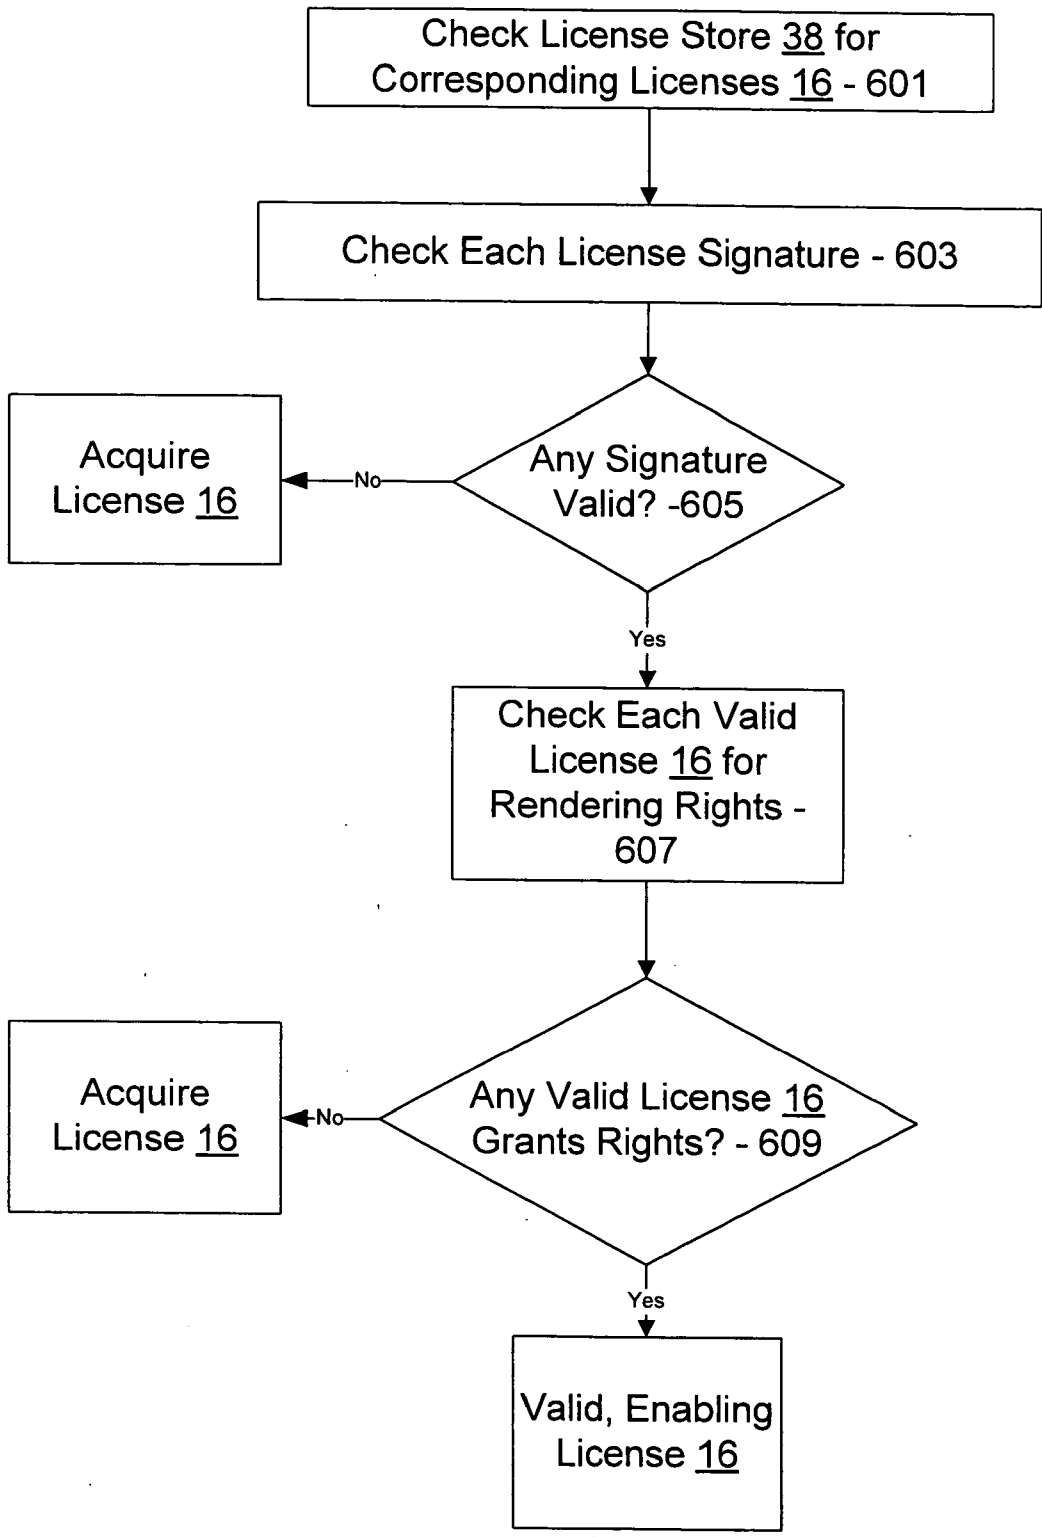 Check License Store 38 for
Corresponding Licenses 16 - 601
Check Each License Signature - 603
Any Signature
Valid? -605
No
Acquire
License 16
Yes
Check Each Valid
License 16 for
Rendering Rights -
607
Any Valid License 16
Grants Rights? - 609
No
Acquire
License 16
Yes
Valid, Enabling
License 16